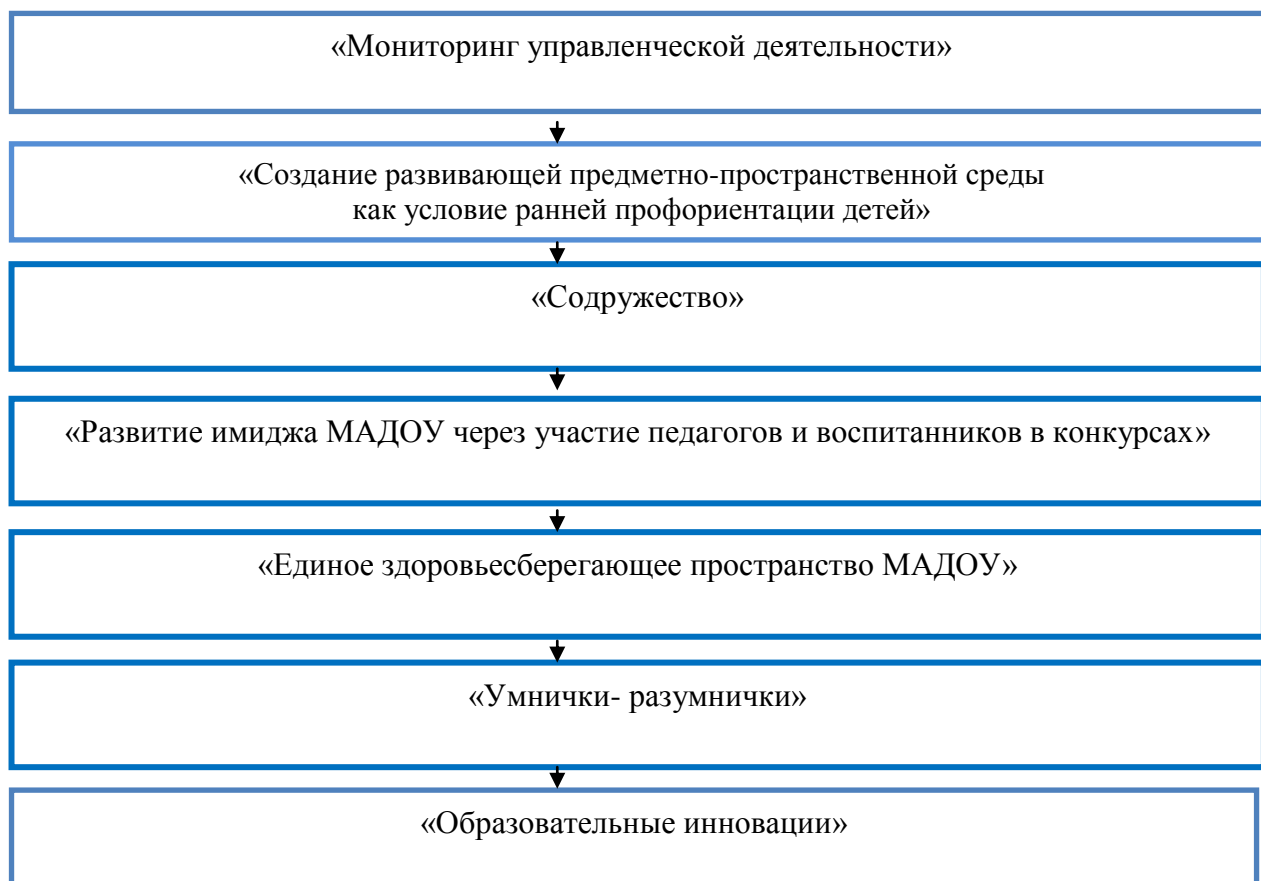 «Мониторинг управленческой деятельности»
«Создание развивающей предметно-пространственной среды
как условие ранней профориентации детей»
«Содружество»
«Развитие имиджа МАДОУ через участие педагогов и воспитанников в конкурсах»
«Единое здоровьесберегающее пространство МАДОУ»
«Умнички- разумнички»
«Образовательные инновации»